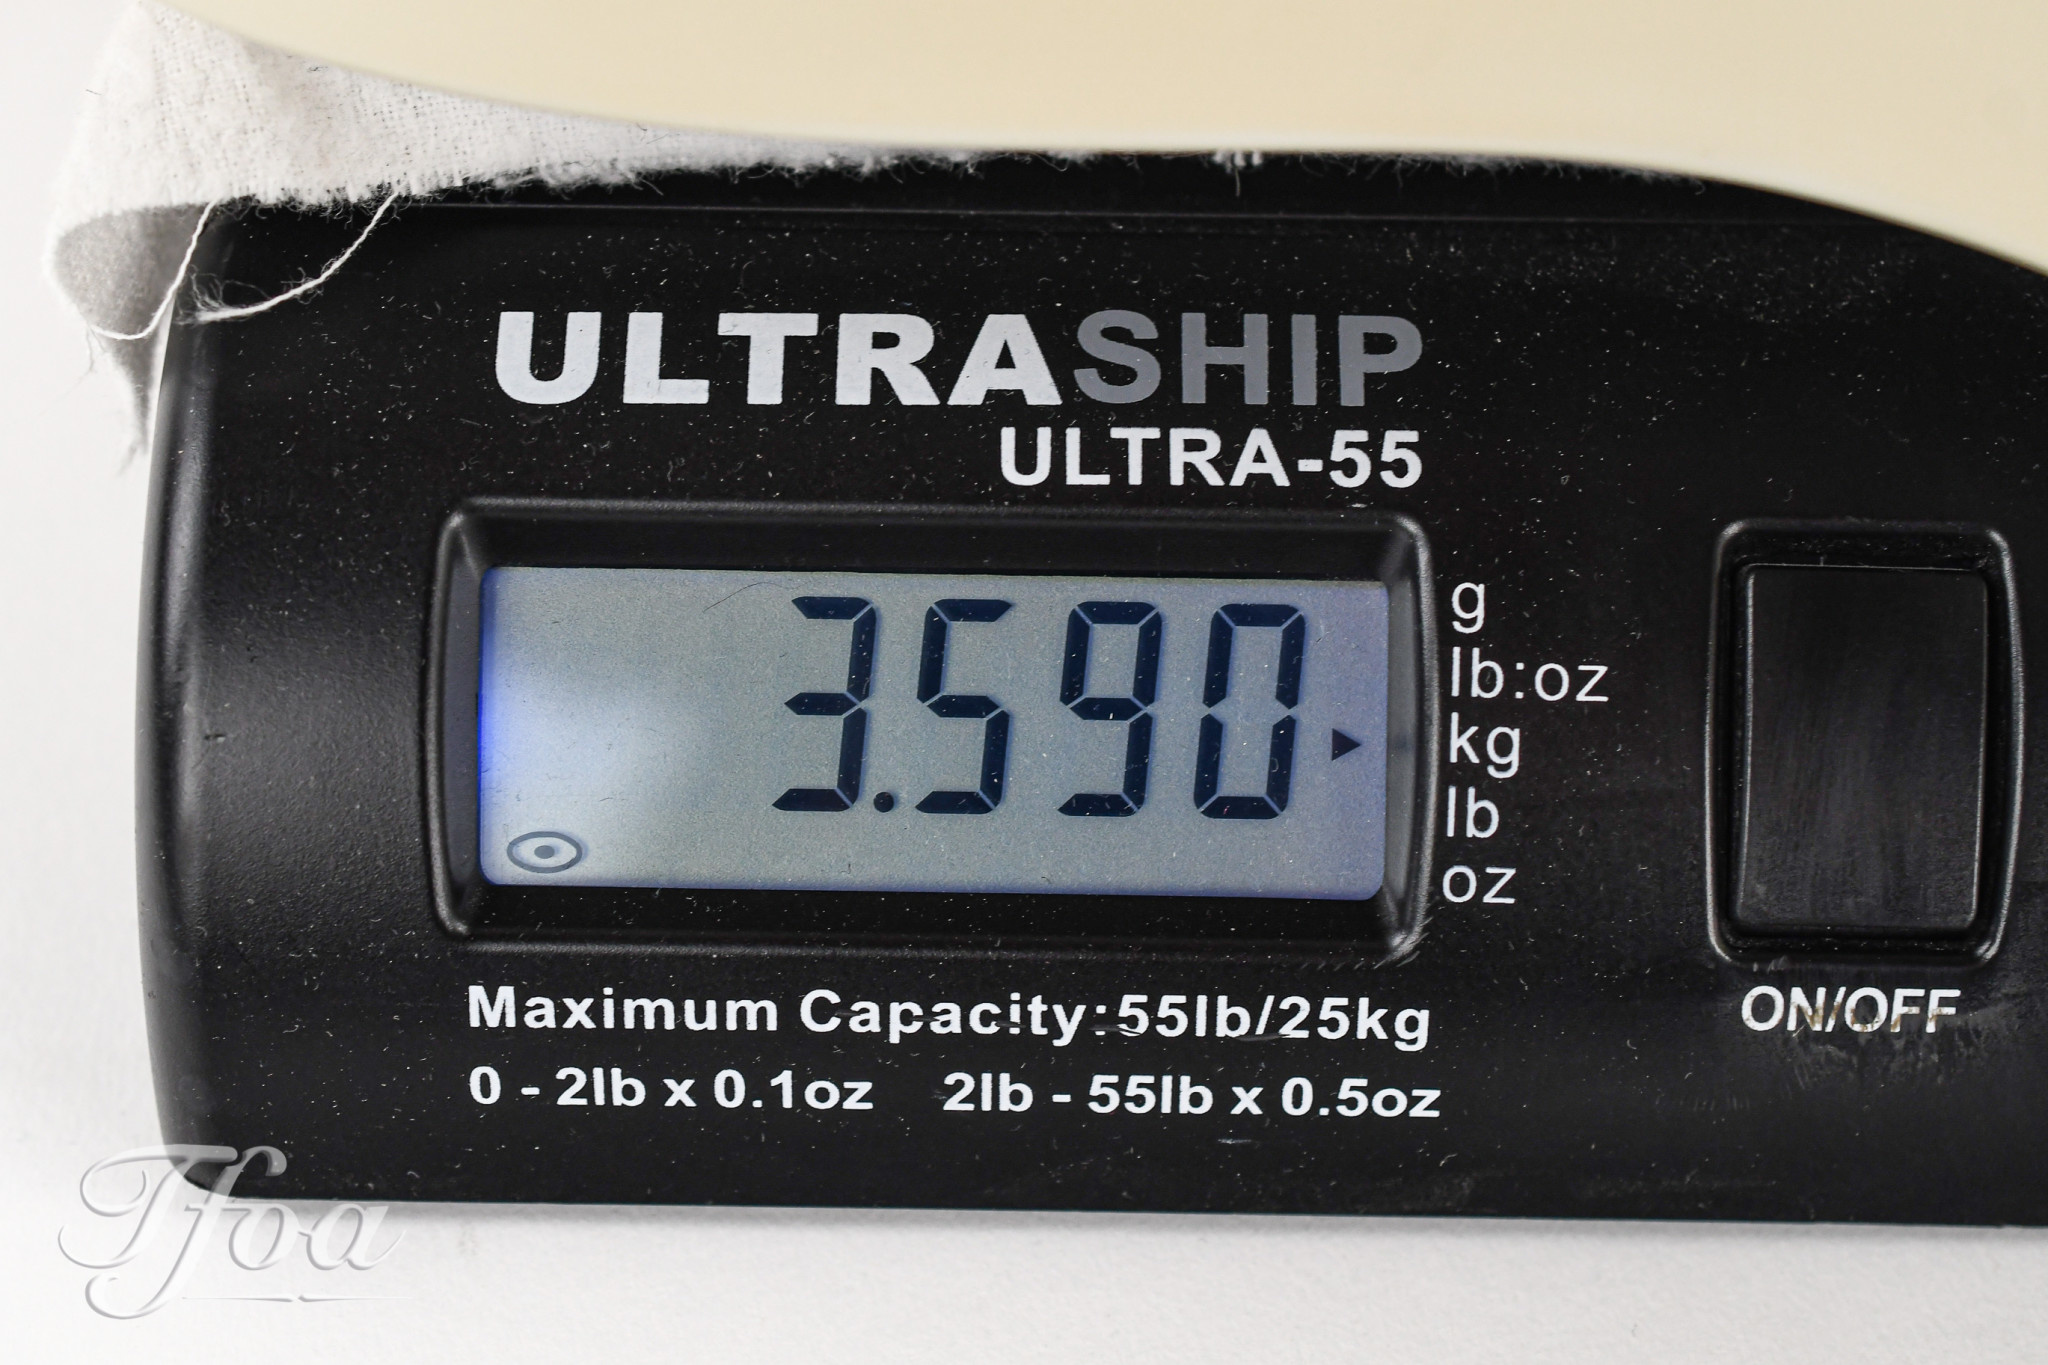 ULTRASHIP
ULTRA-55
3.590
g
lb:oz
kg
lb
oz
ON/OFF
Maximum Capacity:55lb/25kg
0 - 2lb x 0.1oz 2lb - 55lb x 0.5oz
Tfoa